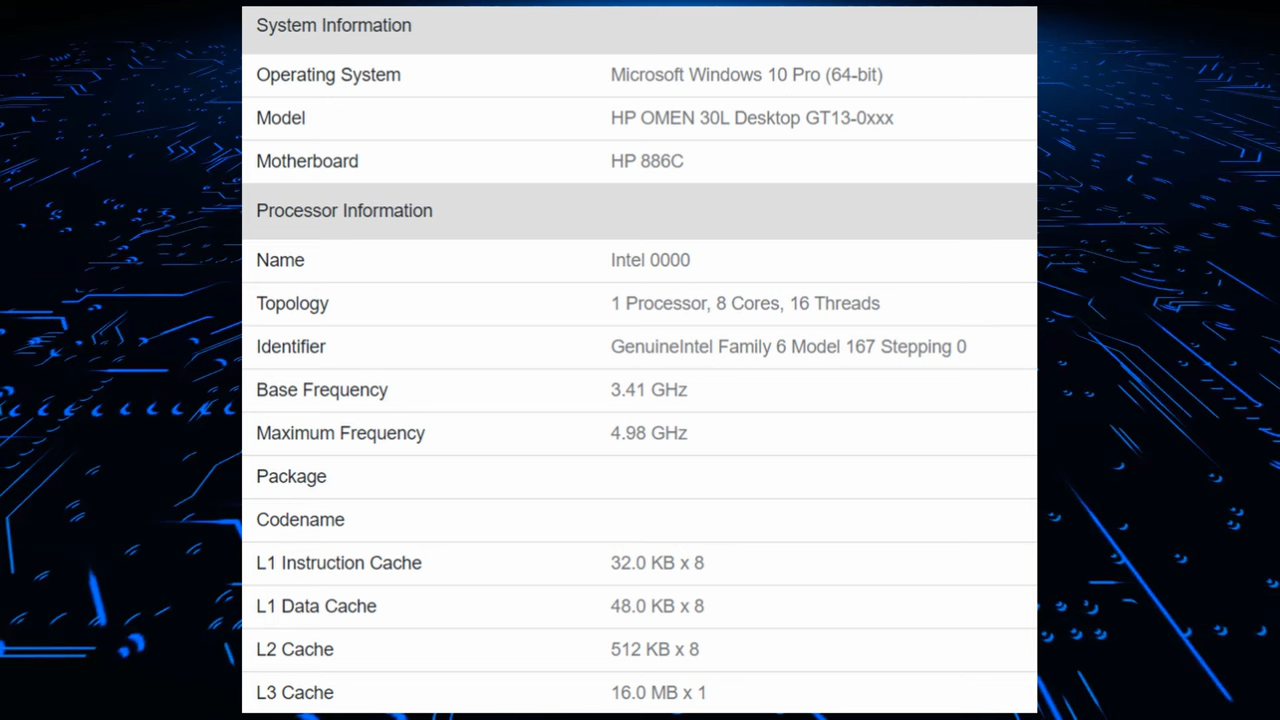 System Information
Operating System Microsoft Windows 10 Pro (64-bit)
Model HP OMEN 30L Desktop GT13-0xxx
Motherboard HP 886C
Processor Information
Name Intel 0000
Topology 1 Processor, 8 Cores, 16 Threads
Identifier GenuineIntel Family 6 Model 167 Stepping 0
Base Frequency 3.41 GHz
Maximum Frequency 4.98 GHz
Package
Codename
L1 Instruction Cache 32.0 KB x 8
L1 Data Cache 48.0 KB x 8
L2 Cache 512 KB x 8
L3 Cache 16.0 MB x 1